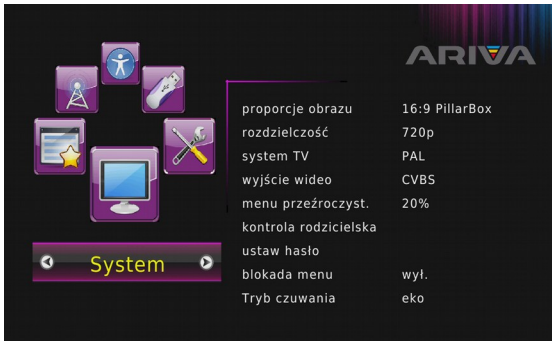 ARIVA
proporcje obrazu 16:9 PillarBox
rozdzielczość 720p
system TV PAL
wyjście wideo CVBS
menu przeźroczyst. 20%
kontrola rodzicielska
ustaw hasło
blokada menu wył.
Tryb czuwania eko
System